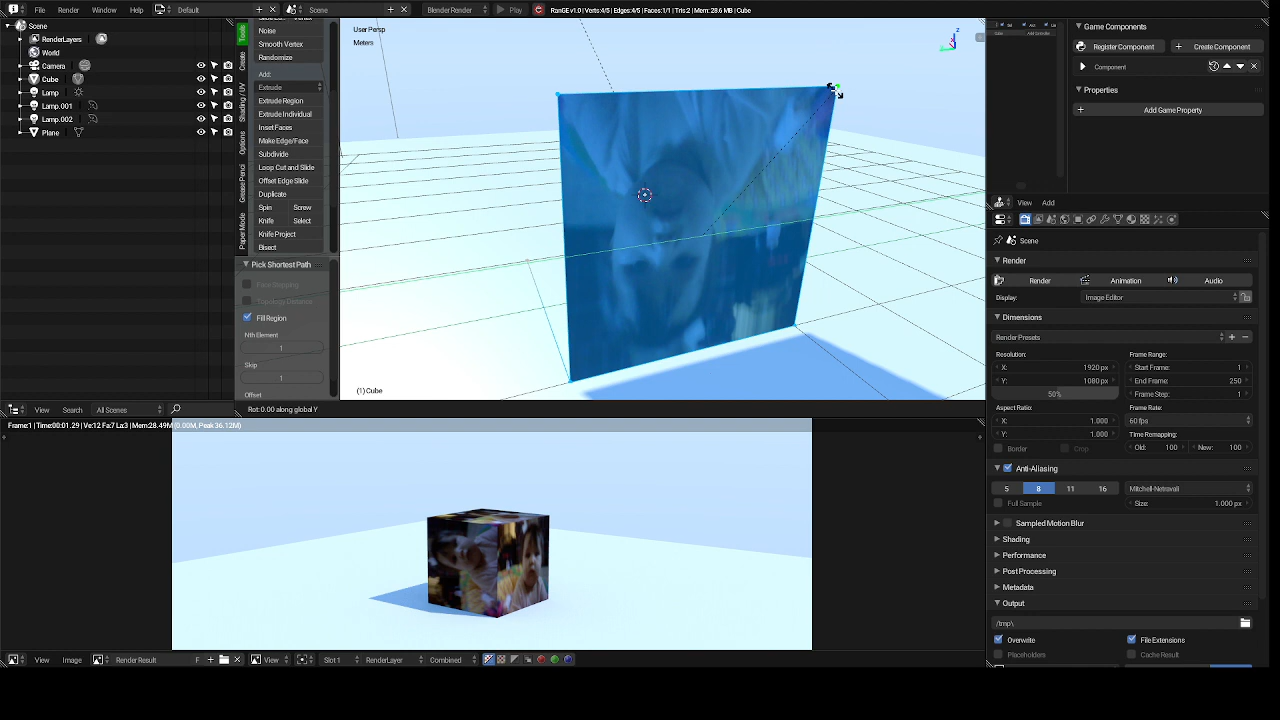 File Render Window Help Default Scene Blender Render Play RanGE v1.0 | Verts:4/5 | Edges:4/5 | Faces:1/1 | Tris:2 | Mem: 28.6 MB | Cube
Scene
RenderLayers
World
Camera
Cube
Lamp
Lamp.001
Lamp.002
Plane
Tools
Create
Shading / UV
Options
Grease Pencil
Paper Mode
Noise
Smooth Vertex
Randomize
Add:
Extrude
Extrude Region
Extrude Individual
Inset Faces
Make Edge/Face
Subdivide
Loop Cut and Slide
Offset Edge Slide
Duplicate
Spin Screw
Knife Select
Knife Project
Bisect
Pick Shortest Path
Face Stepping
Topology Distance
Fill Region
Nth Element
1
Skip
1
Offset
User Persp
Meters
z
(1) Cube
View Search All Scenes
Rot: 0.00 along global Y
Frame:1 | Time:00:01.29 | Ve:12 Fa:7 La:3 | Mem:28.49M (0.00M, Peak 36.12M)
View Image Render Result F View Slot 1 RenderLayer Combined
Game Components
Register Component Create Component
Component
Properties
Add Game Property
View Add
Scene
Render
Render Animation Audio
Display: Image Editor
Dimensions
Render Presets
Resolution: Frame Range:
X: 1920 px Start Frame: 1
Y: 1080 px End Frame: 250
50% Frame Step: 1
Aspect Ratio: Frame Rate:
X: 1.000 60 fps
Y: 1.000 Time Remapping:
Border Crop Old: 100 New: 100
Anti-Aliasing
5 8 11 16 Mitchell-Netravali
Full Sample Size: 1.000 px
Sampled Motion Blur
Shading
Performance
Post Processing
Metadata
Output
/tmp\
Overwrite File Extensions
Placeholders Cache Result